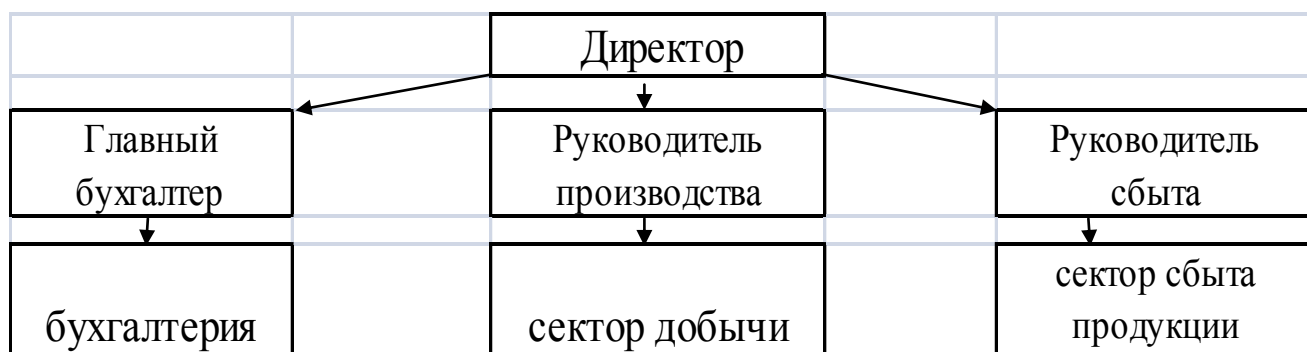 Директор
Главный
бухгалтер
Руководитель
производства
Руководитель
сбыта
бухгалтерия
сектор добычи
сектор сбыта
продукции